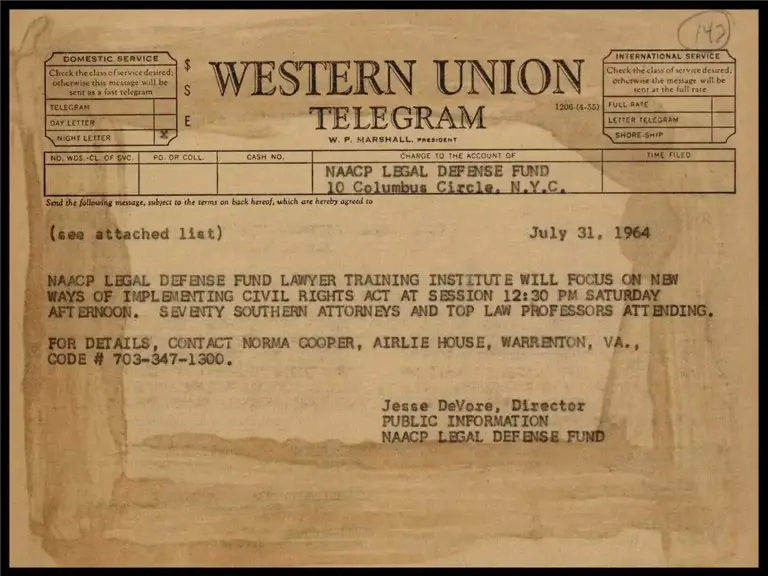 142
DOMESTIC SERVICE
Check the class of service desired;
otherwise this message will be
sent as a fast telegram
TELEGRAM
DAY LETTER
NIGHT LETTER X
$
S
E
WESTERN UNION
TELEGRAM
1206 (4-55)
W. P. MARSHALL, PRESIDENT
INTERNATIONAL SERVICE
Check the class of service desired;
otherwise the message will be
sent at the full rate
FULL RATE
LETTER TELEGRAM
SHORE-SHIP
NO. WDS.-CL. OF SVC. PD. OR COLL. CASH NO. CHARGE TO THE ACCOUNT OF TIME FILED
NAACP LEGAL DEFENSE FUND
10 Columbus Circle, N.Y.C.
Send the following message, subject to the terms on back hereof, which are hereby agreed to
(see attached list) July 31, 1964
NAACP LEGAL DEFENSE FUND LAWYER TRAINING INSTITUTE WILL FOCUS ON NEW
WAYS OF IMPLEMENTING CIVIL RIGHTS ACT AT SESSION 12:30 PM SATURDAY
AFTERNOON. SEVENTY SOUTHERN ATTORNEYS AND TOP LAW PROFESSORS ATTENDING.
FOR DETAILS, CONTACT NORMA COOPER, AIRLIE HOUSE, WARRENTON, VA.,
CODE # 703-347-1300.
Jesse DeVore, Director
PUBLIC INFORMATION
NAACP LEGAL DEFENSE FUND